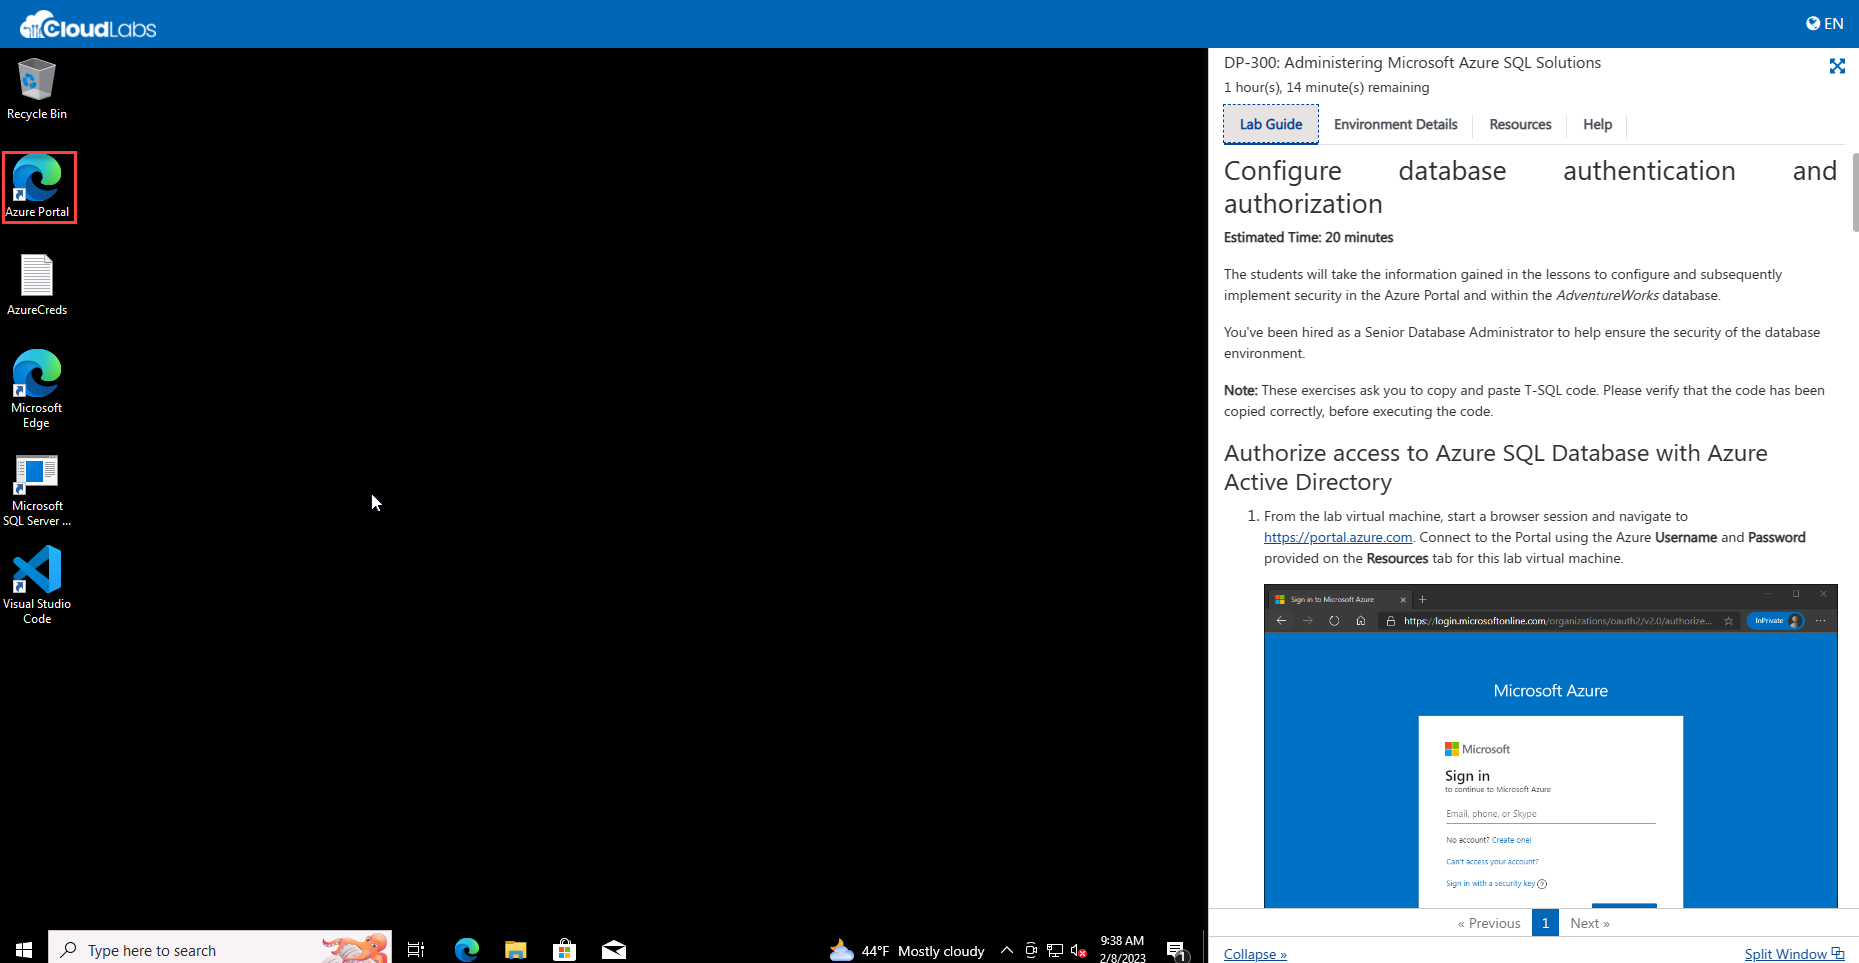 CloudLabs
EN
Recycle Bin
Azure Portal
AzureCreds
Microsoft
Edge
Microsoft
SQL Server ...
Visual Studio
Code
Type here to search
44°F Mostly cloudy
9:38 AM
2/8/2023
1
DP-300: Administering Microsoft Azure SQL Solutions
1 hour(s), 14 minute(s) remaining
Lab Guide
Environment Details
Resources
Help
Configure database authentication and
authorization
Estimated Time: 20 minutes
The students will take the information gained in the lessons to configure and subsequently
implement security in the Azure Portal and within the AdventureWorks database.
You've been hired as a Senior Database Administrator to help ensure the security of the database
environment.
Note: These exercises ask you to copy and paste T-SQL code. Please verify that the code has been
copied correctly, before executing the code.
Authorize access to Azure SQL Database with Azure
Active Directory
1. From the lab virtual machine, start a browser session and navigate to
https://portal.azure.com. Connect to the Portal using the Azure Username and Password
provided on the Resources tab for this lab virtual machine.
Sign in to Microsoft Azure
https://login.microsoftonline.com/organizations/oauth2/v2.0/authorize...
InPrivate
Microsoft Azure
Microsoft
Sign in
to continue to Microsoft Azure
Email, phone, or Skype
No account? Create one!
Can't access your account?
Sign in with a security key
« Previous 1 Next »
Collapse »
Split Window